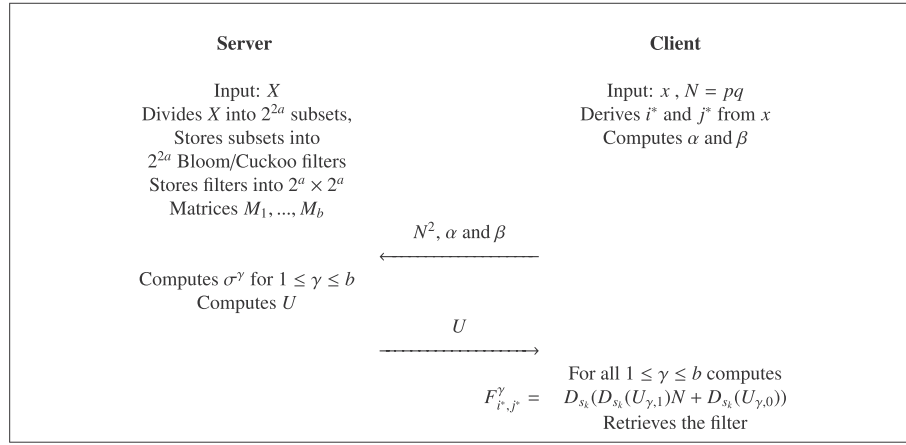 Server
Client
Input: X
Divides X into 2^{2a} subsets,
Stores subsets into
2^{2a} Bloom/Cuckoo filters
Stores filters into 2^a × 2^a
Matrices M_1, ..., M_b
Input: x , N = pq
Derives i* and j* from x
Computes α and β
N^2, α and β
Computes σ^γ for 1 ≤ γ ≤ b
Computes U
U
For all 1 ≤ γ ≤ b computes
F^γ_{i*,j*} = D_{s_k}(D_{s_k}(U_{γ,1})N + D_{s_k}(U_{γ,0}))
Retrieves the filter